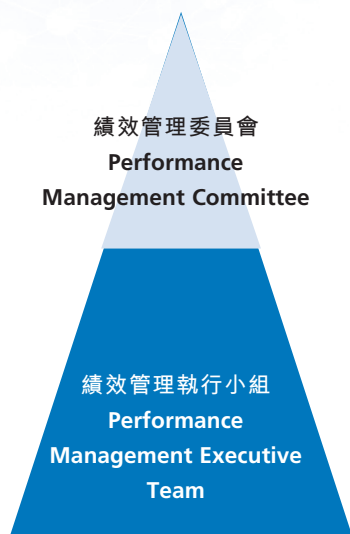 績效管理委員會
Performance
Management Committee
績效管理執行小組
Performance
Management Executive
Team